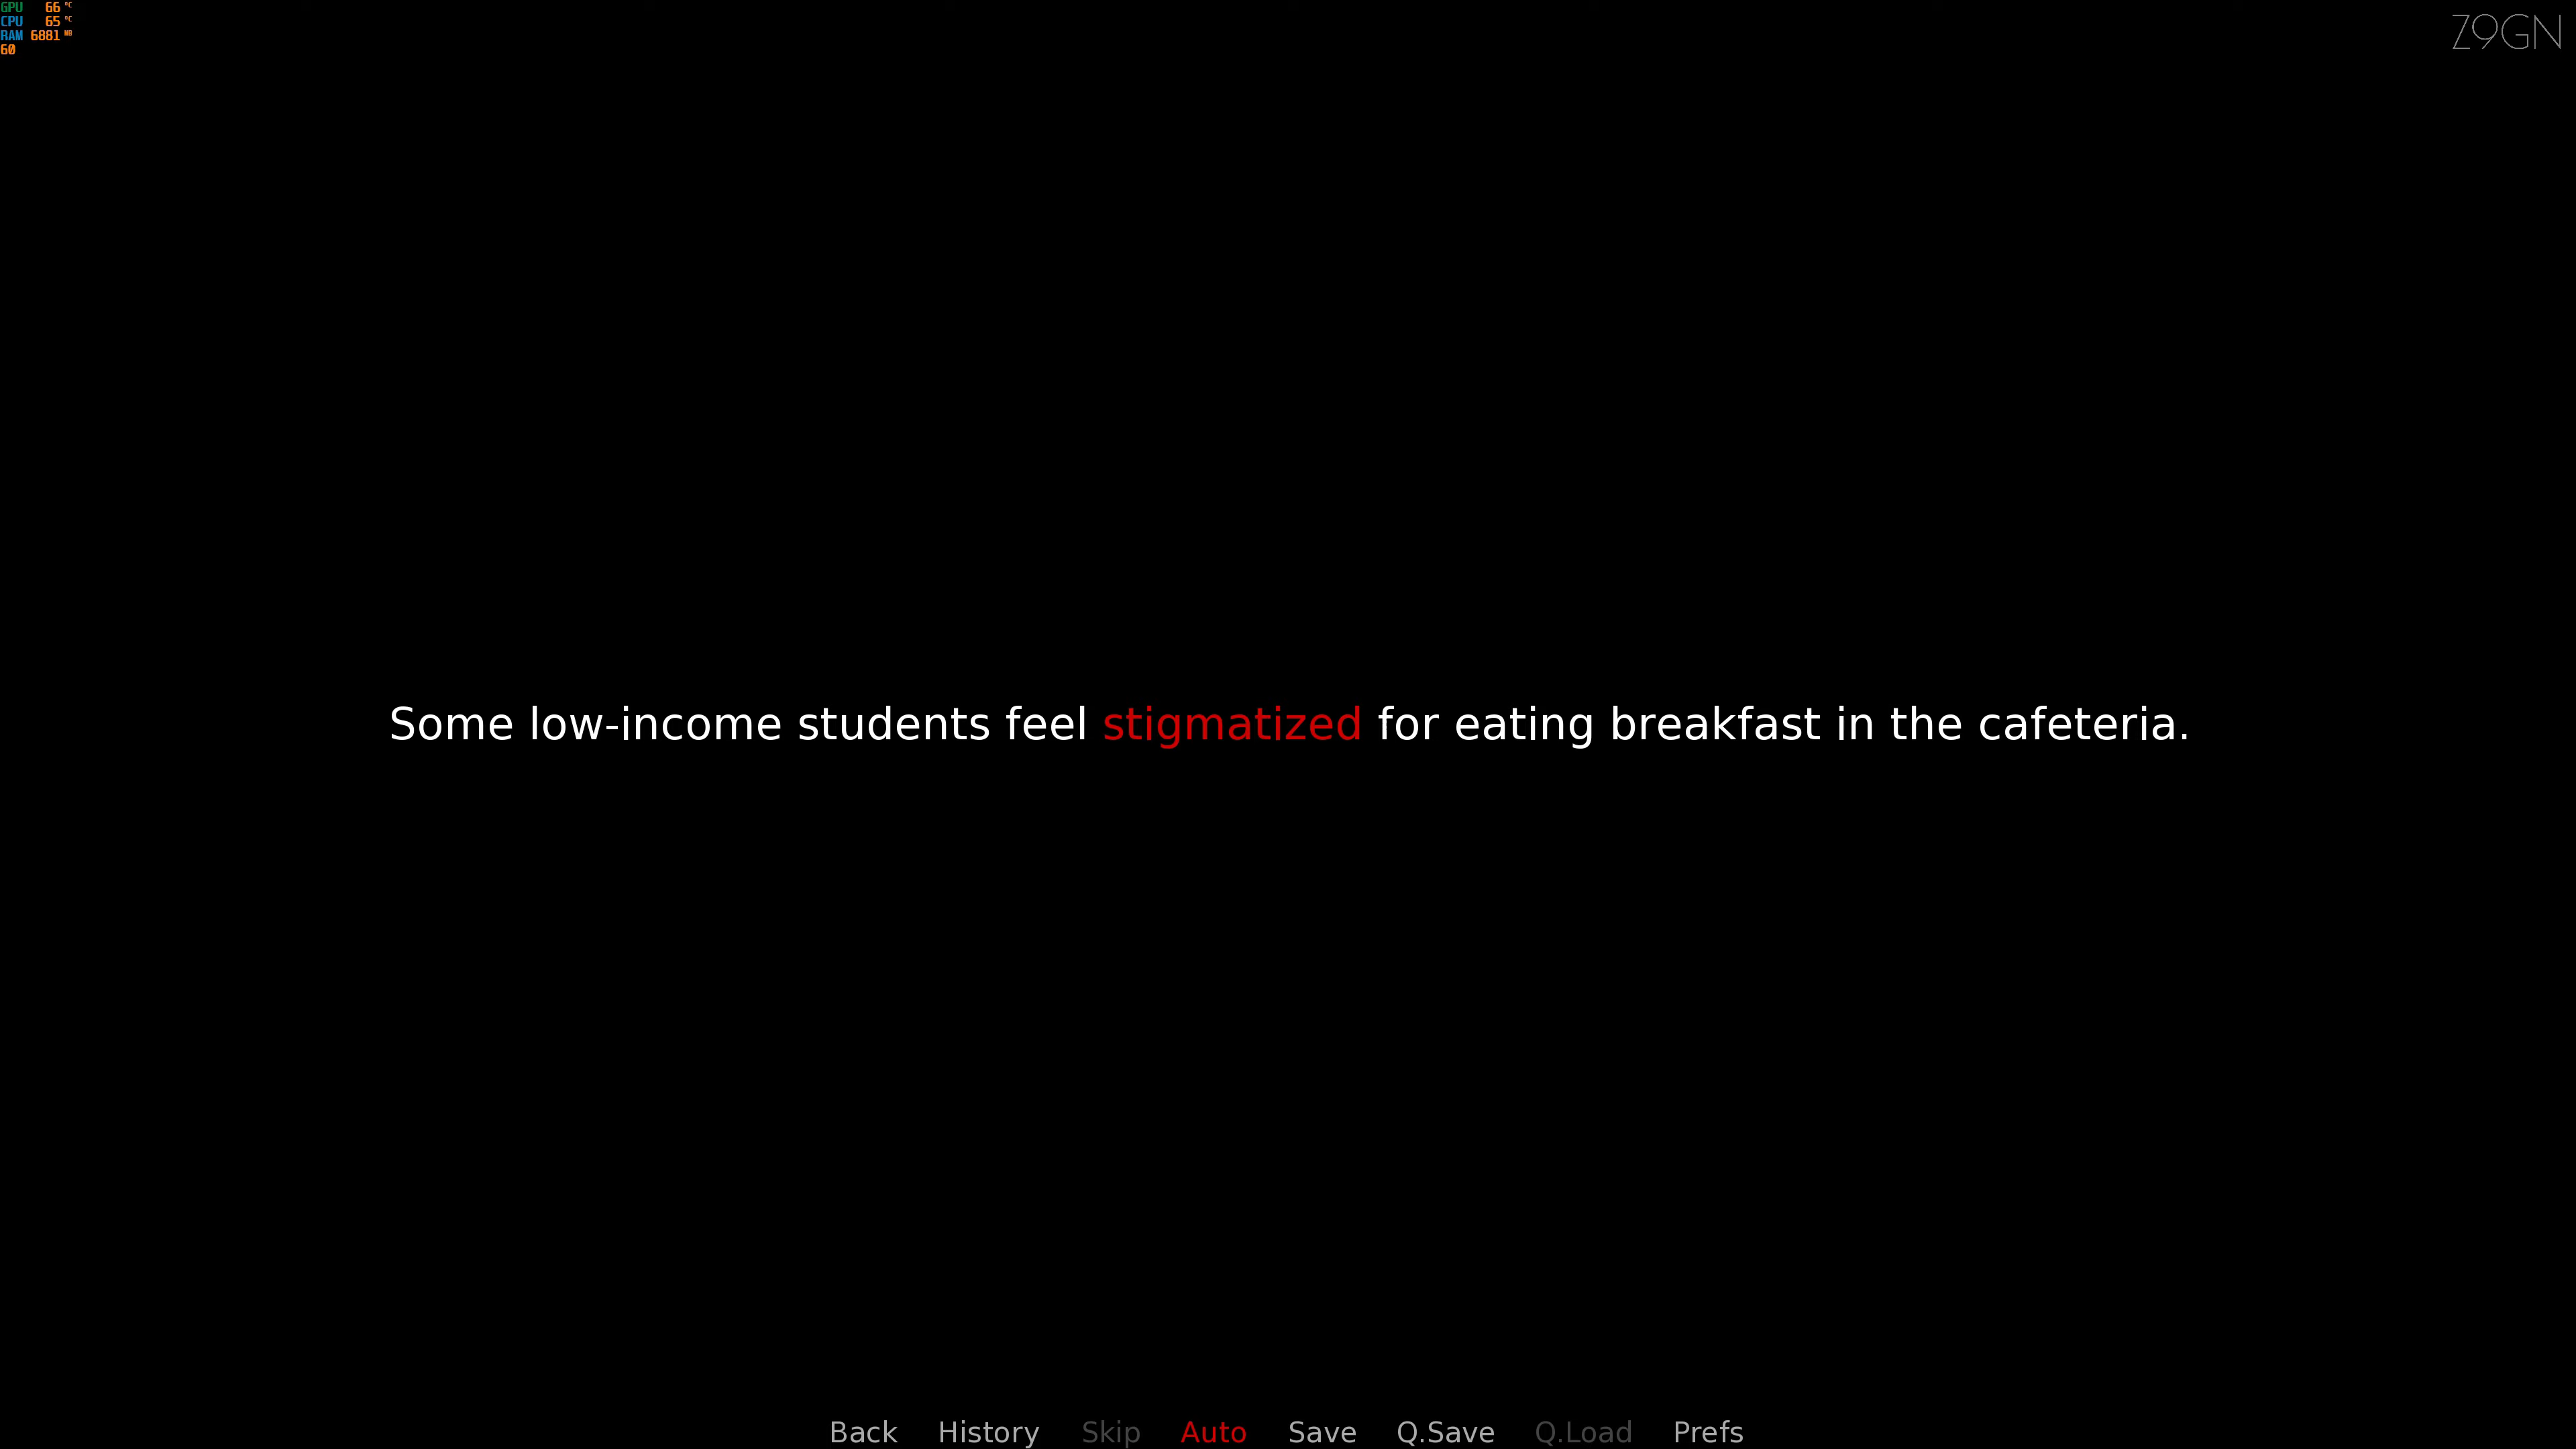 GPU 66 °C
CPU 65 °C
RAM 6881 MB
60
Z9GN
Some low-income students feel stigmatized for eating breakfast in the cafeteria.
Back History Skip Auto Save Q.Save Q.Load Prefs